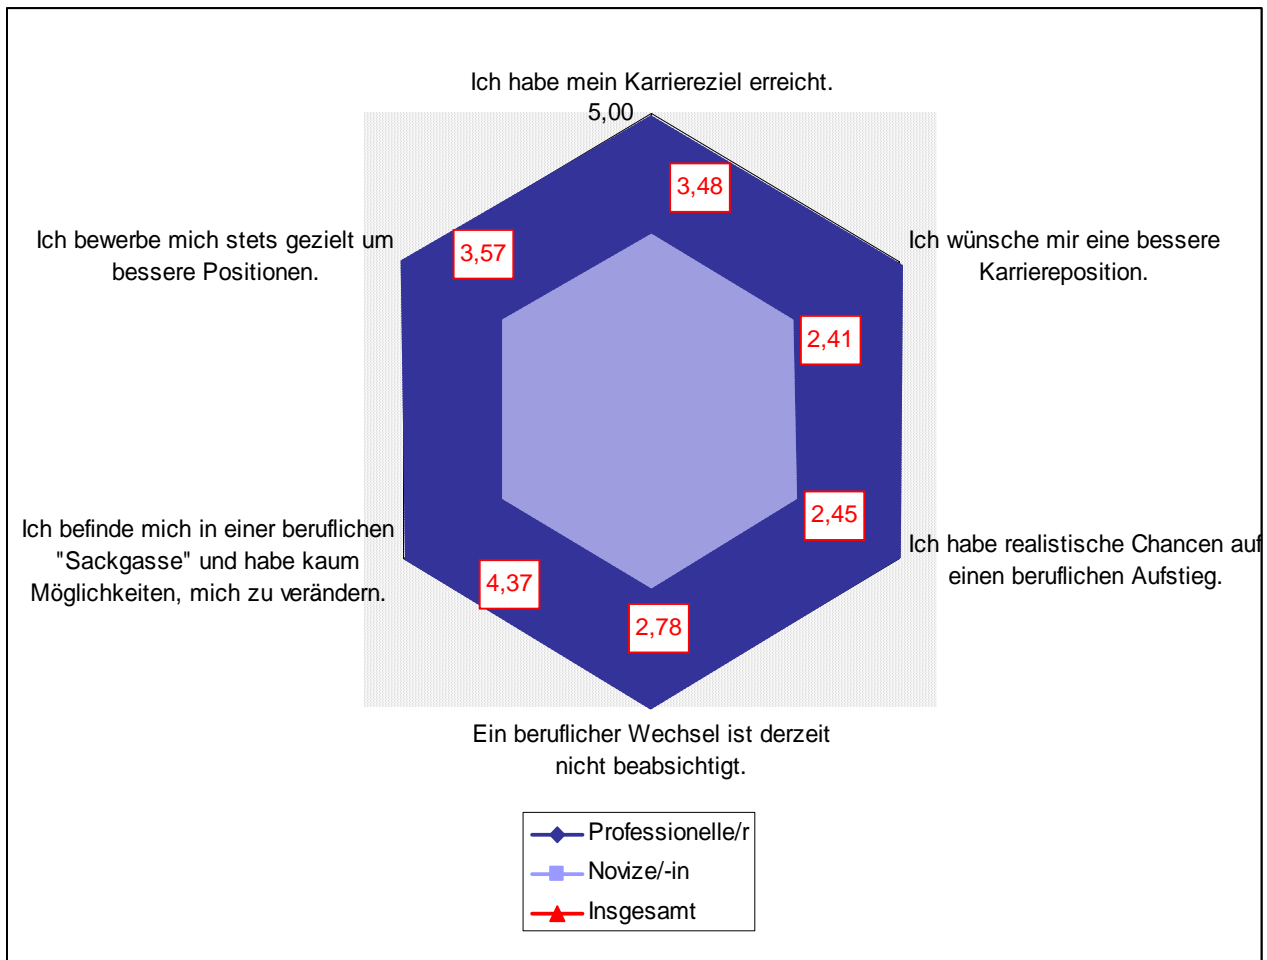 Ich habe mein Karriereziel erreicht.
5,00
3,48
Ich bewerbe mich stets gezielt um
bessere Positionen.
3,57
Ich wünsche mir eine bessere
Karriereposition.
2,41
Ich befinde mich in einer beruflichen
"Sackgasse" und habe kaum
Möglichkeiten, mich zu verändern.
4,37
2,45
Ich habe realistische Chancen auf
einen beruflichen Aufstieg.
2,78
Ein beruflicher Wechsel ist derzeit
nicht beabsichtigt.
Professionelle/r
Novize/-in
Insgesamt